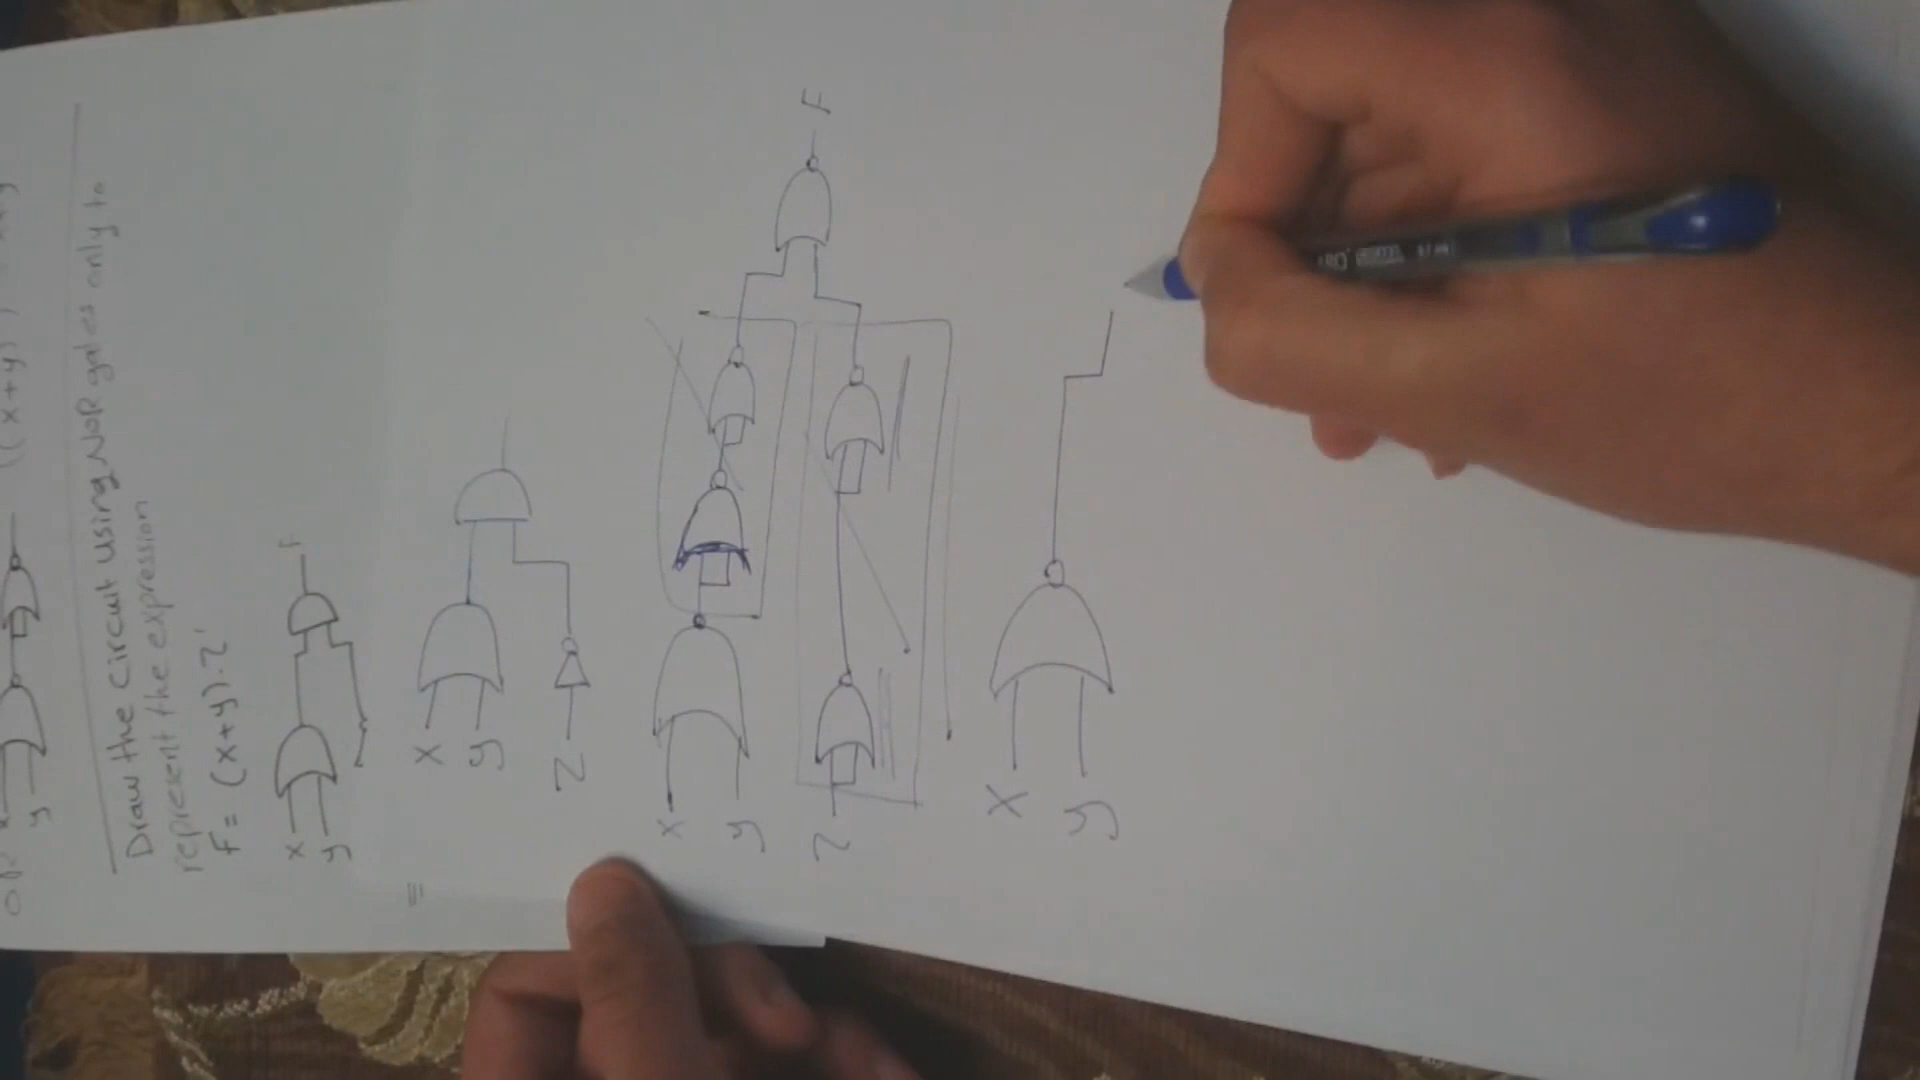 ((x+y)
y
Draw the Circuit using NOR gates only to
represent the expression
F = (x+y).z'
x
y
F
=
x
y
z
x
y
z
F
x
y